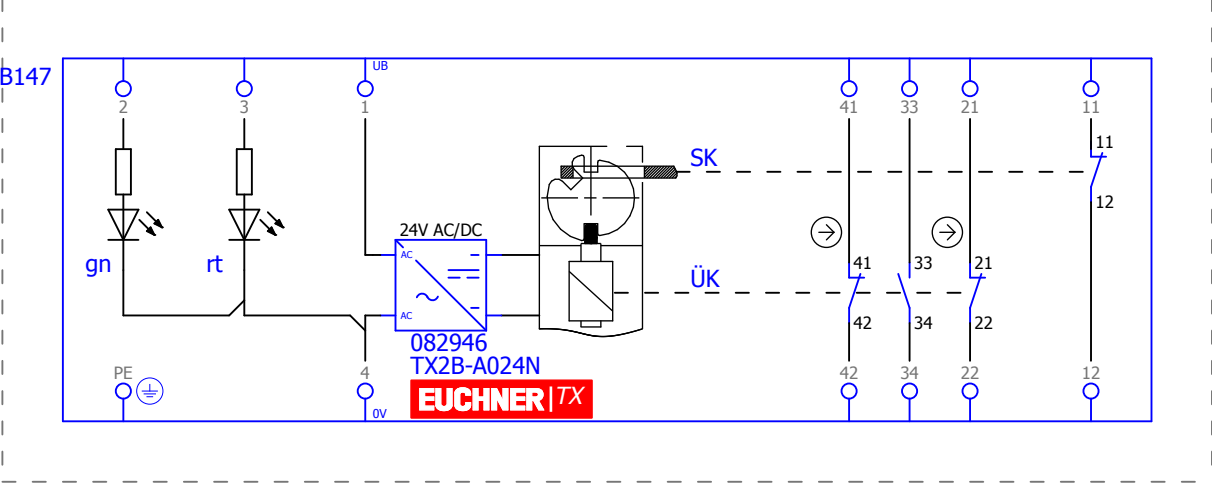 B147
UB
2
3
1
41
33
21
11
11
SK
12
24V AC/DC
gn
rt
AC
41
33
21
ÜK
AC
42
34
22
082946
TX2B-A024N
PE
4
42
34
22
12
EUCHNER|TX
0V